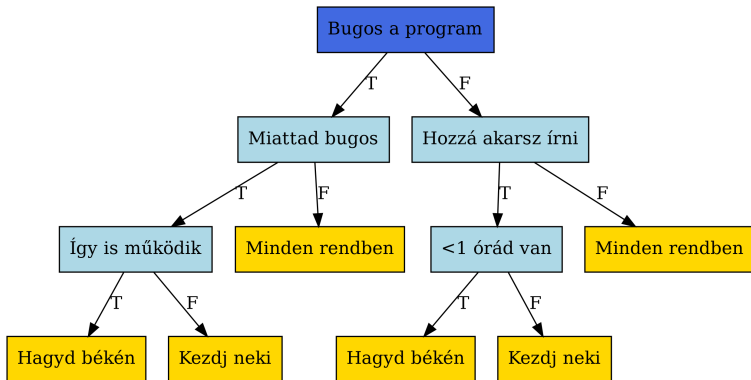 Bugos a program
T
F
Miattad bugos
Hozzá akarsz írni
T
F
T
F
Így is működik
Minden rendben
<1 órád van
Minden rendben
T
F
T
F
Hagyd békén
Kezdj neki
Hagyd békén
Kezdj neki